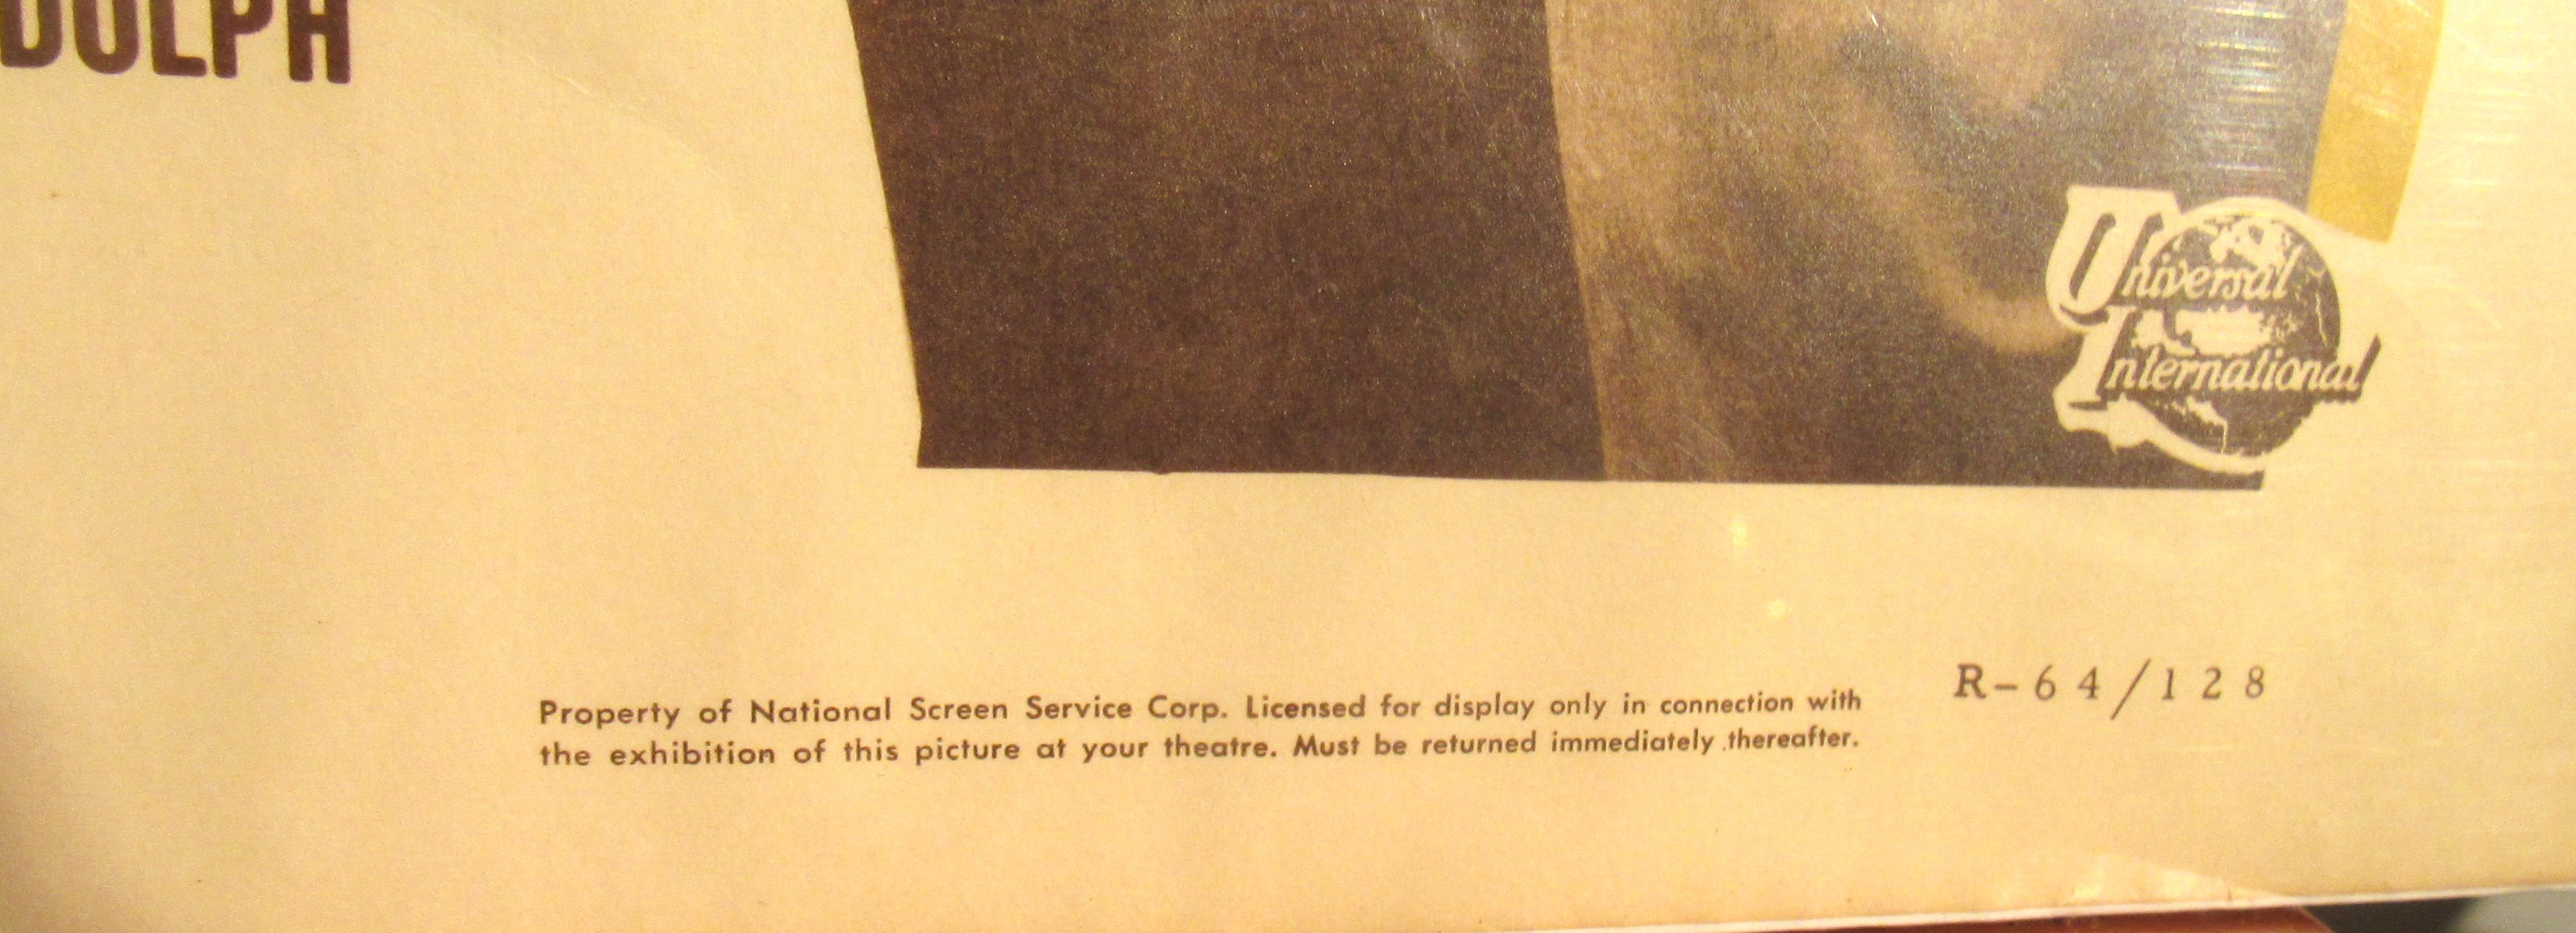 DOLPH
Universal
International
R-64/128
Property of National Screen Service Corp. Licensed for display only in connection with
the exhibition of this picture at your theatre. Must be returned immediately thereafter.